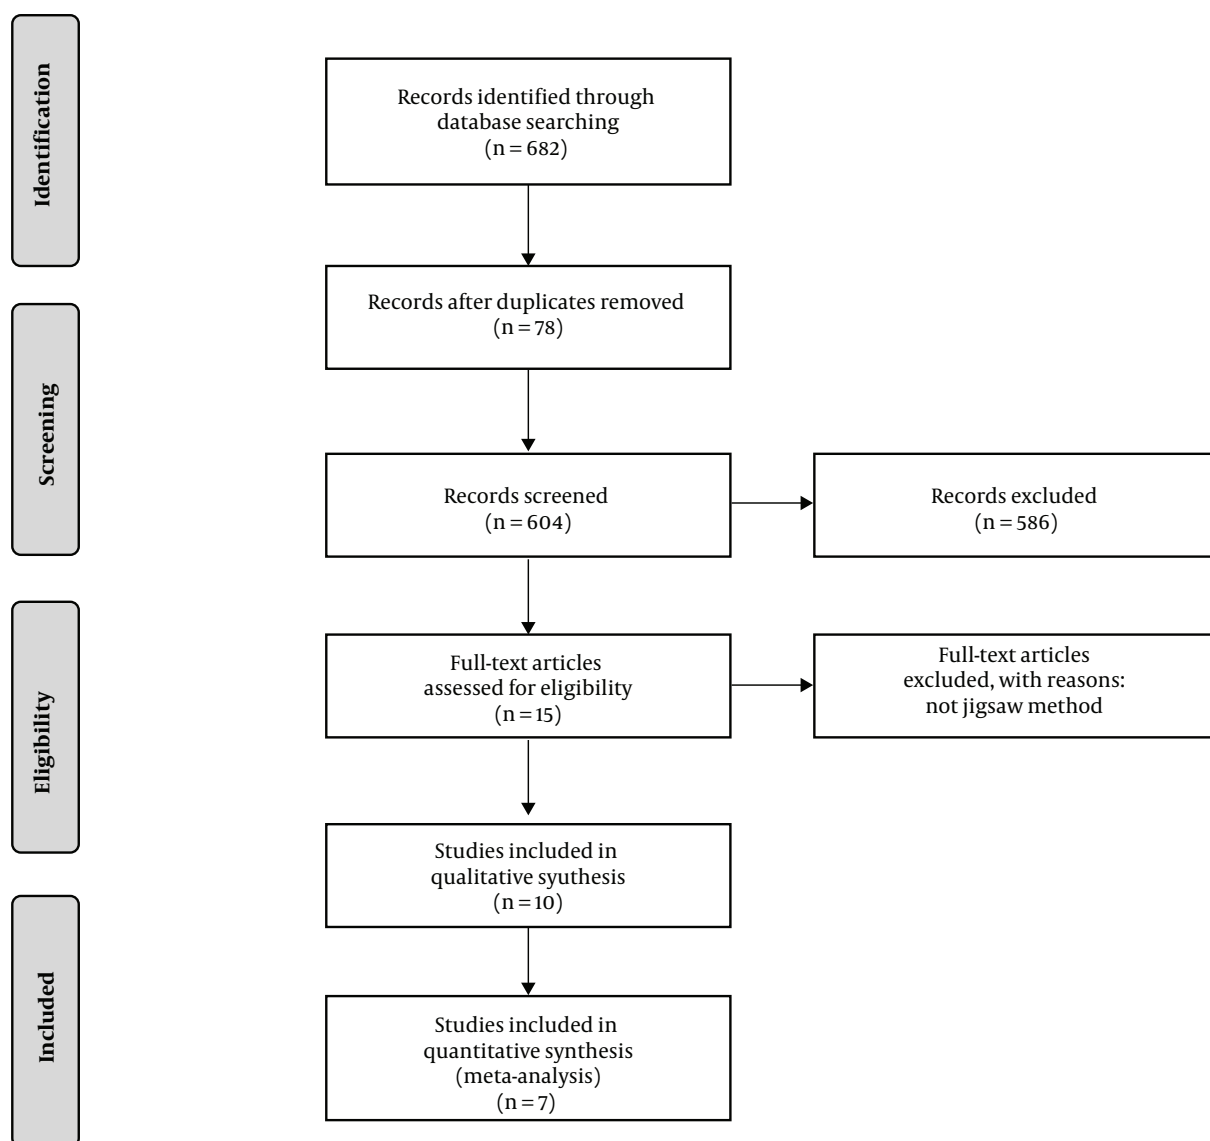 Identification
Records identified through
database searching
(n = 682)
Records after duplicates removed
(n = 78)
Screening
Records screened
(n = 604)
Records excluded
(n = 586)
Eligibility
Full-text articles
assessed for eligibility
(n = 15)
Full-text articles
excluded, with reasons:
not jigsaw method
Studies included in
qualitative syuthesis
(n = 10)
Included
Studies included in
quantitative synthesis
(meta-analysis)
(n = 7)